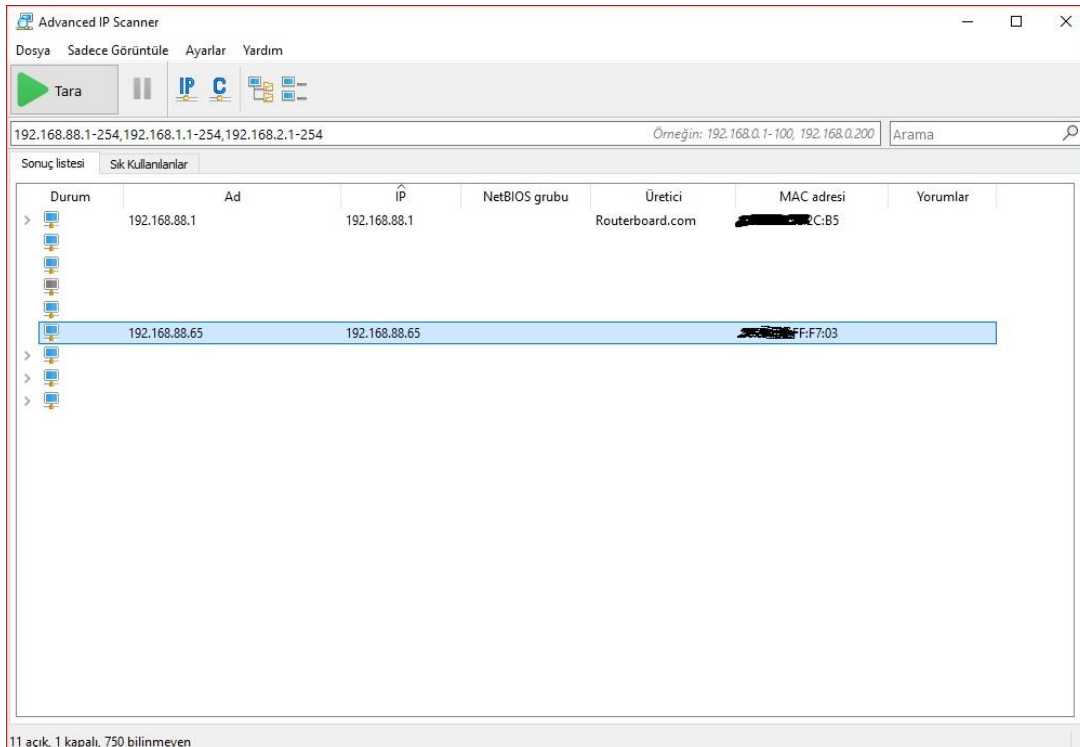 Advanced IP Scanner
Dosya Sadece Görüntüle Ayarlar Yardım
Tara IP C
192.168.88.1-254,192.168.1.1-254,192.168.2.1-254 Örneğin: 192.168.0.1-100, 192.168.0.200 Arama
Sonuç listesi Sık Kullanılanlar
Durum Ad IP NetBIOS grubu Üretici MAC adresi Yorumlar
192.168.88.1 192.168.88.1 Routerboard.com 2C:B5
192.168.88.65 192.168.88.65 FF:F7:03
11 açık, 1 kapalı, 750 bilinmeyen